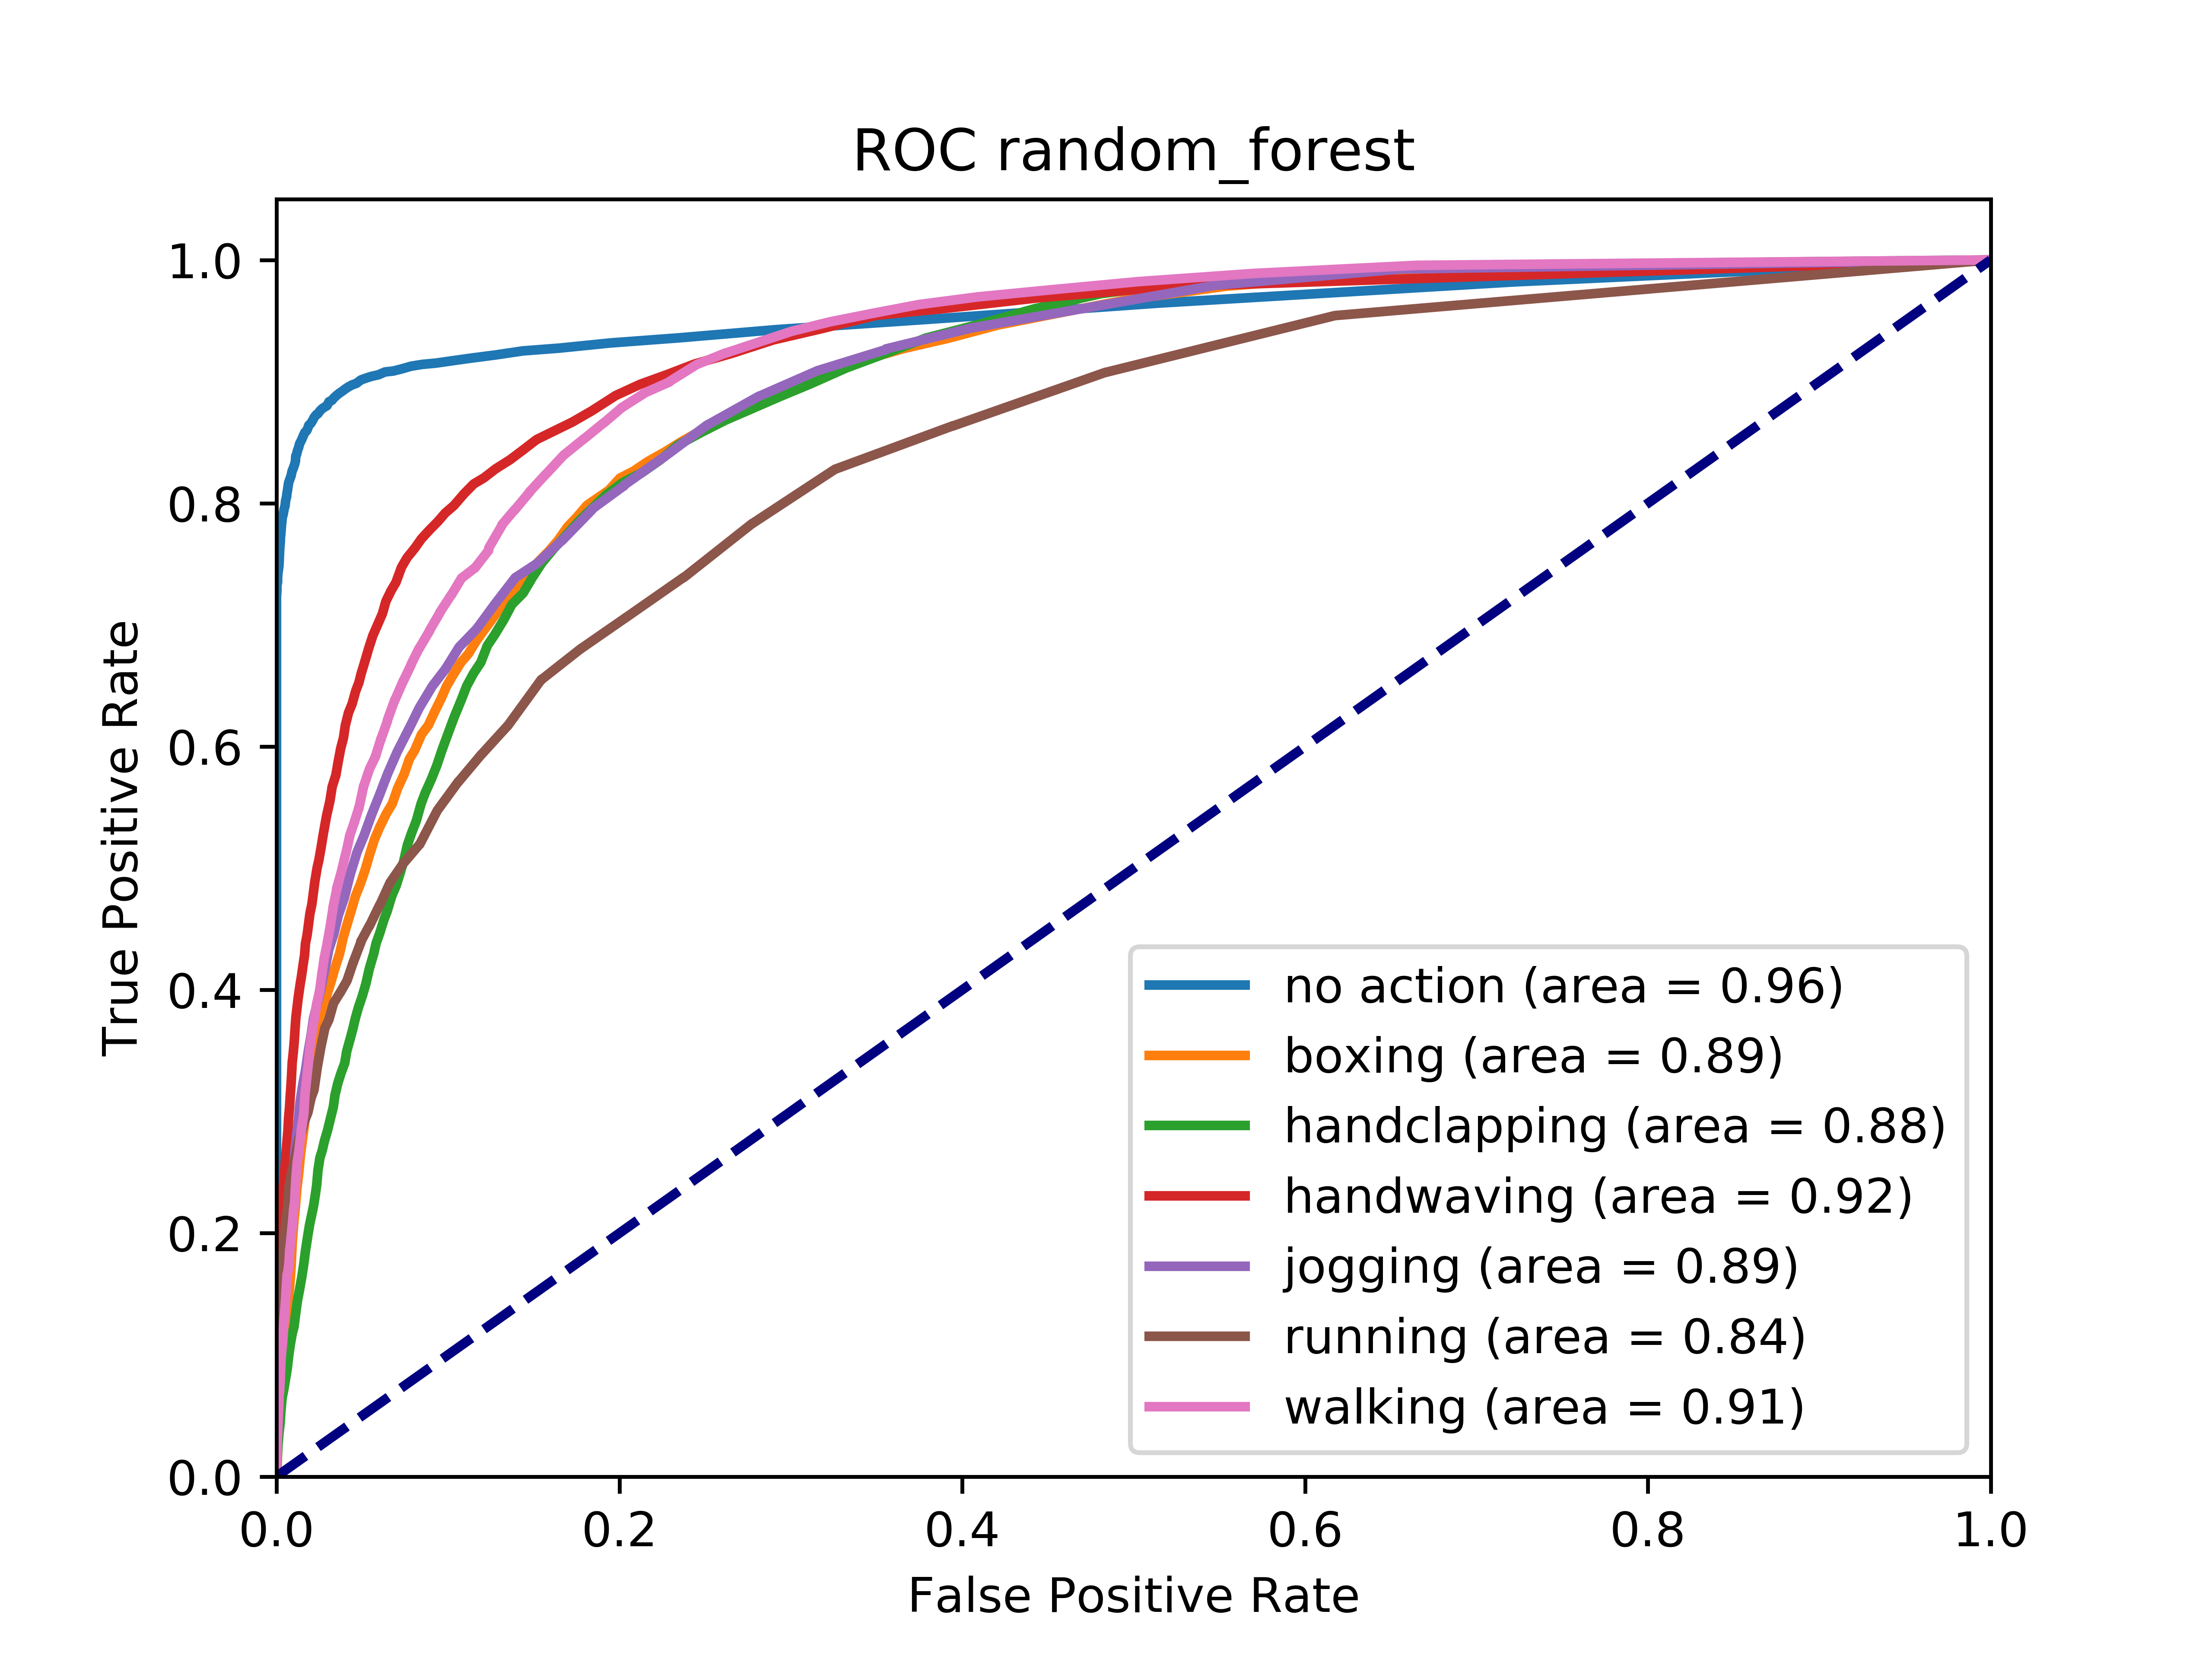 ROC random_forest
True Positive Rate
1.0
0.8
0.6
0.4
0.2
0.0
no action (area = 0.96)
boxing (area = 0.89)
handclapping (area = 0.88)
handwaving (area = 0.92)
jogging (area = 0.89)
running (area = 0.84)
walking (area = 0.91)
0.0 0.2 0.4 0.6 0.8 1.0
False Positive Rate